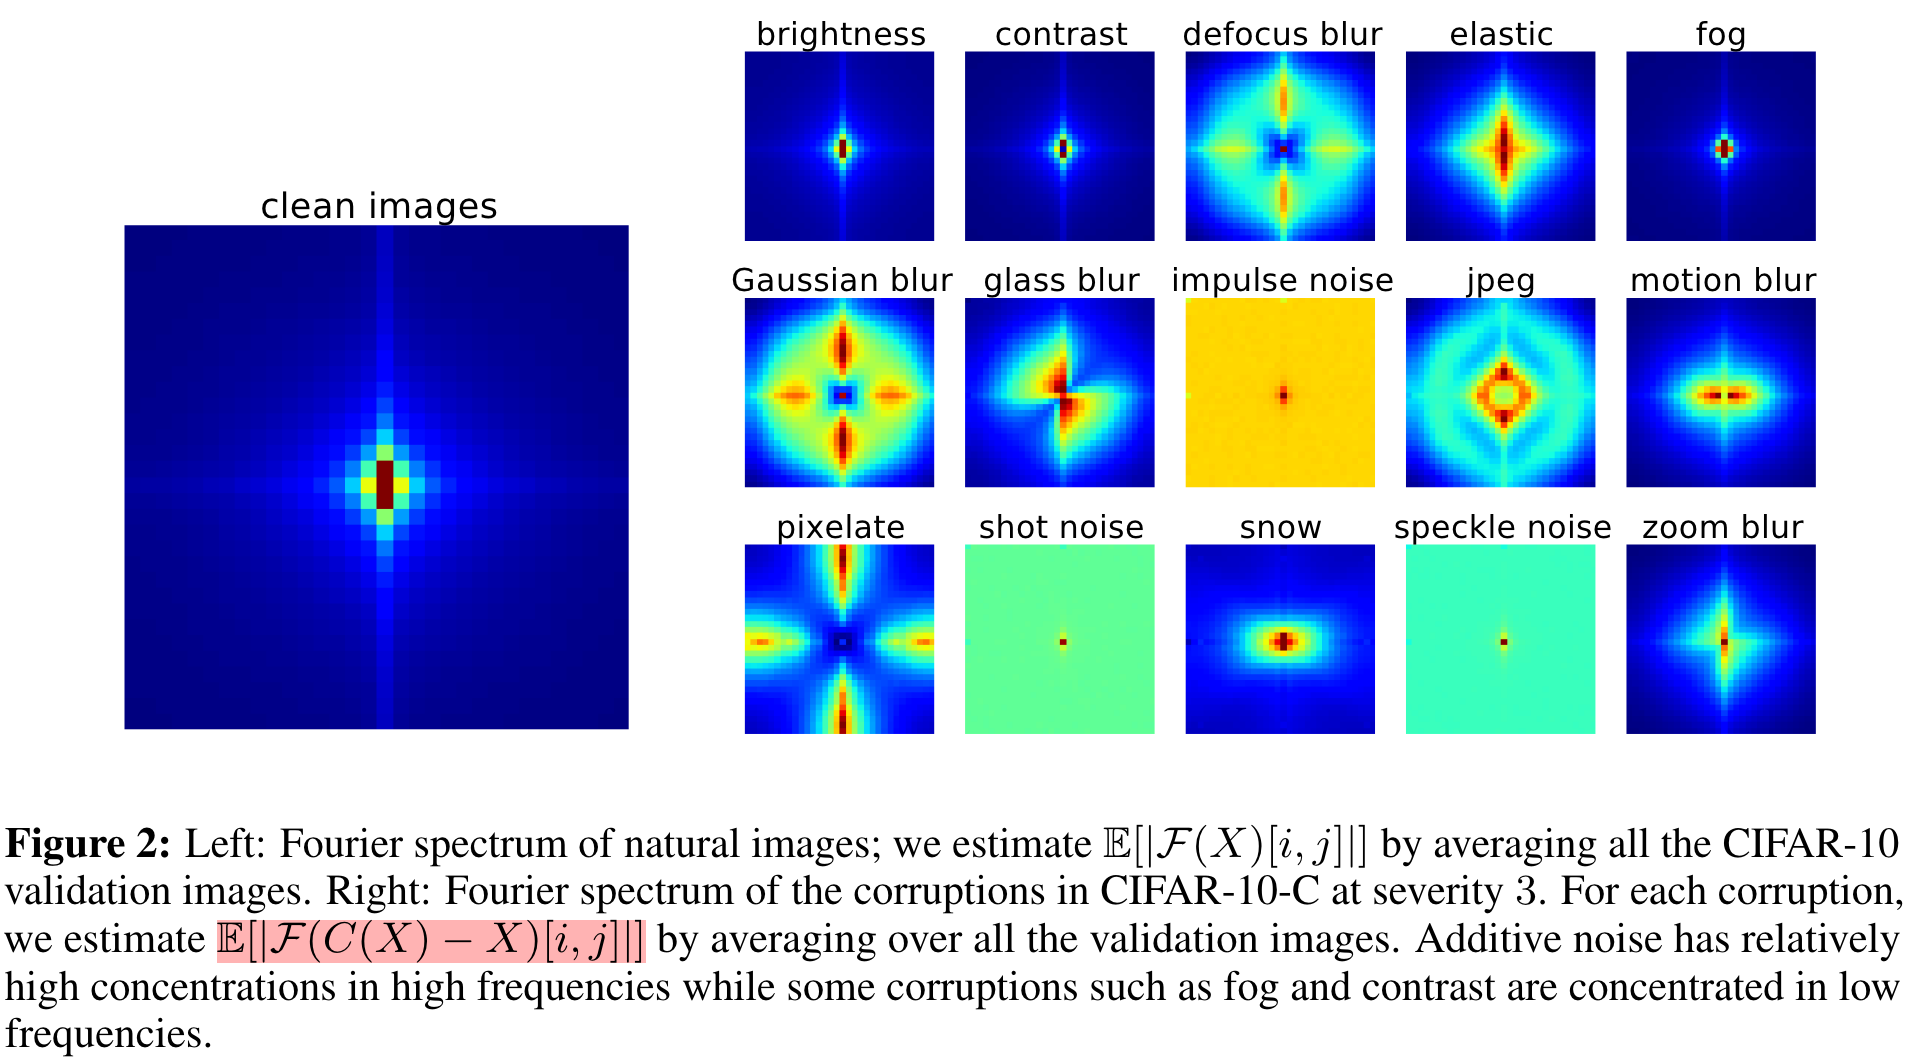 brightness contrast defocus blur elastic fog
clean images
Gaussian blur glass blur impulse noise jpeg motion blur
pixelate shot noise snow speckle noise zoom blur
Figure 2: Left: Fourier spectrum of natural images; we estimate 𝔼[|ℱ(X)[i, j]|] by averaging all the CIFAR-10
validation images. Right: Fourier spectrum of the corruptions in CIFAR-10-C at severity 3. For each corruption,
we estimate 𝔼[|ℱ(C(X) − X)[i, j]|] by averaging over all the validation images. Additive noise has relatively
high concentrations in high frequencies while some corruptions such as fog and contrast are concentrated in low
frequencies.